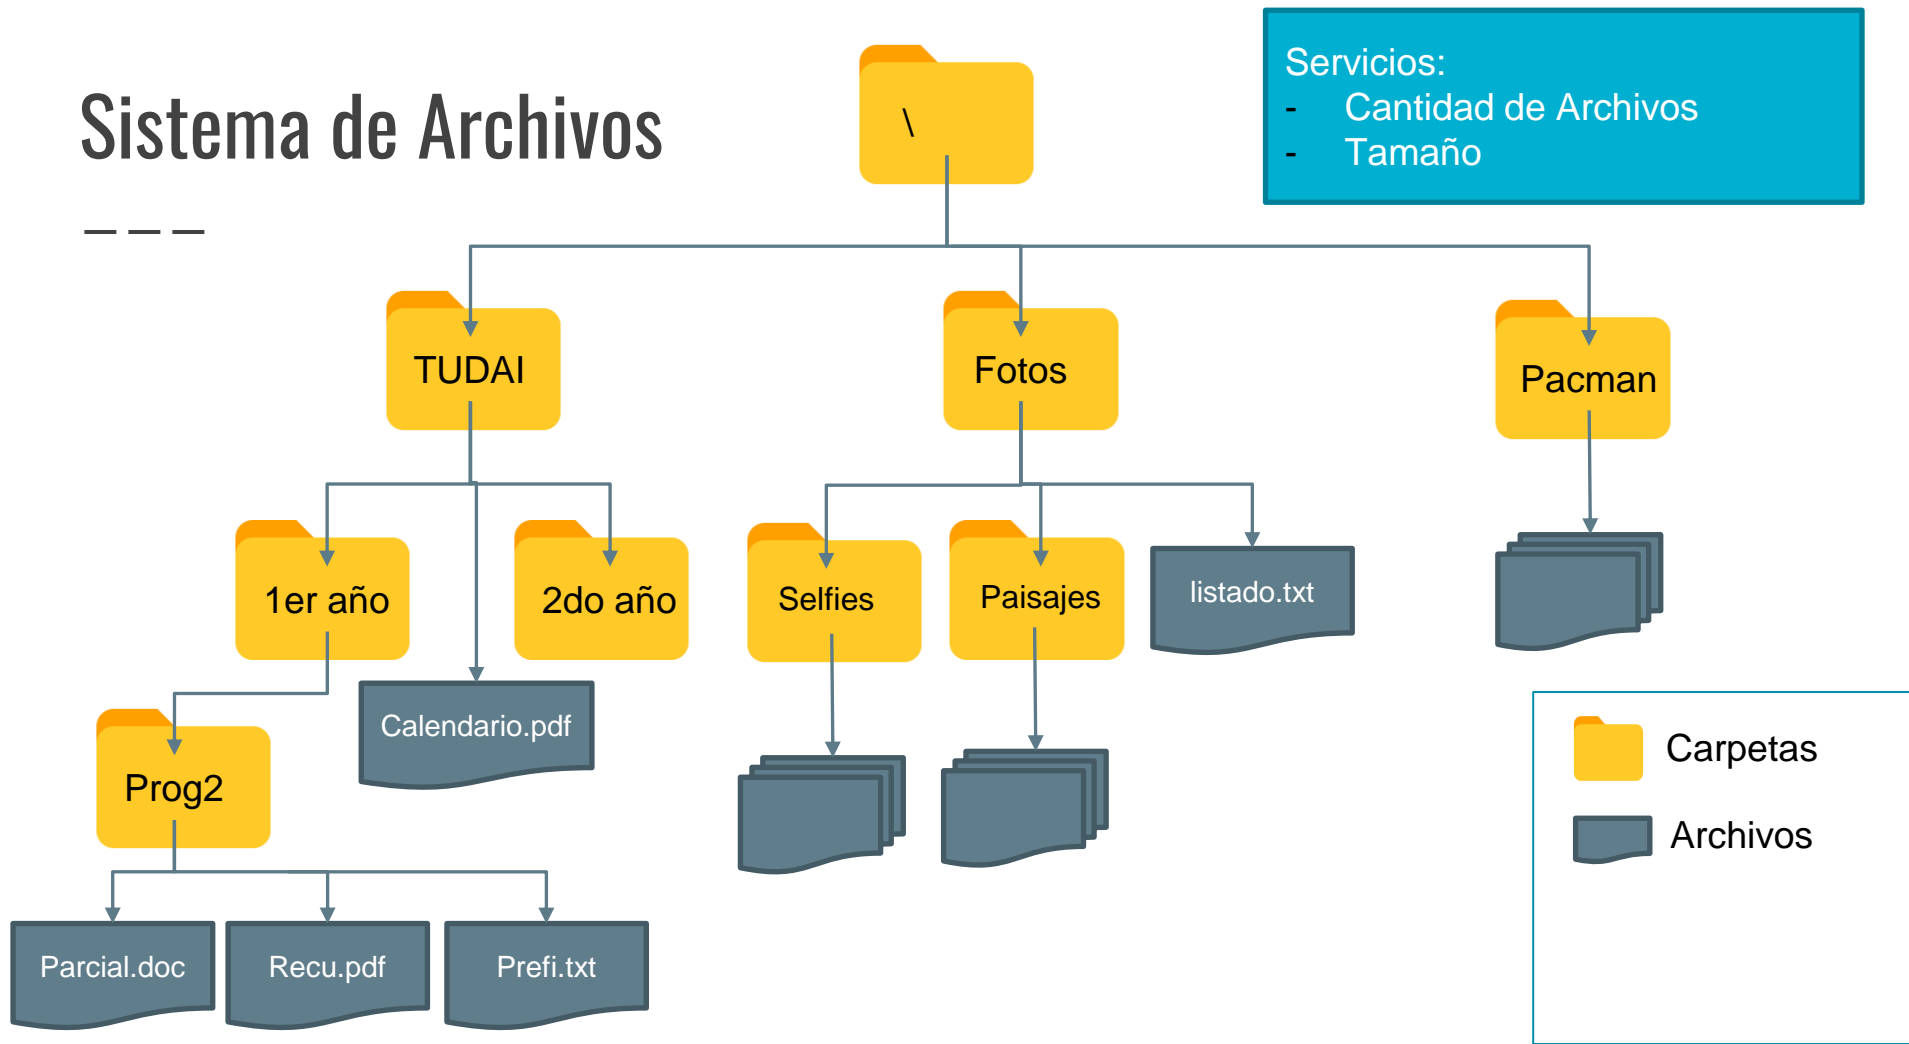 Sistema de Archivos
\
Servicios:
- Cantidad de Archivos
- Tamaño
TUDAI
Fotos
Pacman
1er año
2do año
Selfies
Paisajes
listado.txt
Calendario.pdf
Prog2
Carpetas
Archivos
Parcial.doc
Recu.pdf
Prefi.txt